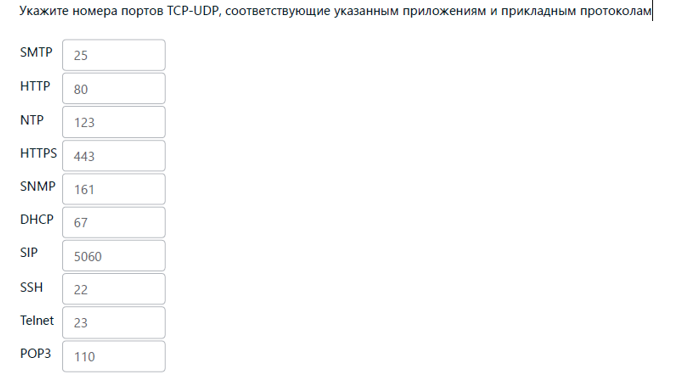 Укажите номера портов TCP-UDP, соответствующие указанным приложениям и прикладным протоколам
SMTP 25
HTTP 80
NTP 123
HTTPS 443
SNMP 161
DHCP 67
SIP 5060
SSH 22
Telnet 23
POP3 110